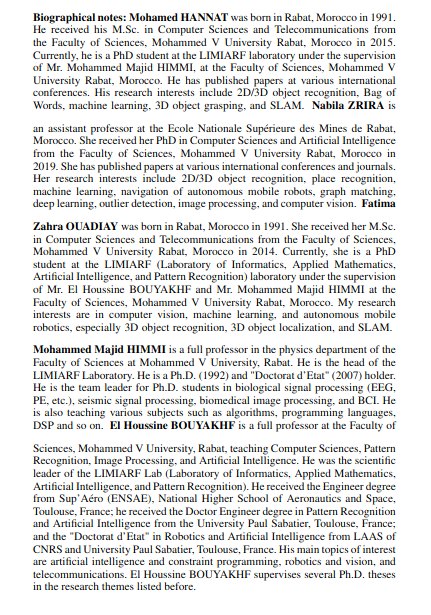 Biographical notes: Mohamed HANNAT was born in Rabat, Morocco in 1991.
He received his M.Sc. in Computer Sciences and Telecommunications from
the Faculty of Sciences, Mohammed V University Rabat, Morocco in 2015.
Currently, he is a PhD student at the LIMIARF laboratory under the supervision
of Mr. Mohammed Majid HIMMI, at the Faculty of Sciences, Mohammed V
University Rabat, Morocco. He has published papers at various international
conferences. His research interests include 2D/3D object recognition, Bag of
Words, machine learning, 3D object grasping, and SLAM. Nabila ZRIRA is
an assistant professor at the Ecole Nationale Supérieure des Mines de Rabat,
Morocco. She received her PhD in Computer Sciences and Artificial Intelligence
from the Faculty of Sciences, Mohammed V University Rabat, Morocco in
2019. She has published papers at various international conferences and journals.
Her research interests include 2D/3D object recognition, place recognition,
machine learning, navigation of autonomous mobile robots, graph matching,
deep learning, outlier detection, image processing, and computer vision. Fatima
Zahra OUADIAY was born in Rabat, Morocco in 1991. She received her M.Sc.
in Computer Sciences and Telecommunications from the Faculty of Sciences,
Mohammed V University Rabat, Morocco in 2014. Currently, she is a PhD
student at the LIMIARF (Laboratory of Informatics, Applied Mathematics,
Artificial Intelligence, and Pattern Recognition) laboratory under the supervision
of Mr. El Houssine BOUYAKHF and Mr. Mohammed Majid HIMMI at the
Faculty of Sciences, Mohammed V University Rabat, Morocco. My research
interests are in computer vision, machine learning, and autonomous mobile
robotics, especially 3D object recognition, 3D object localization, and SLAM.
Mohammed Majid HIMMI is a full professor in the physics department of the
Faculty of Sciences at Mohammed V University, Rabat. He is the head of the
LIMIARF Laboratory. He is a Ph.D. (1992) and "Doctorat d'Etat" (2007) holder.
He is the team leader for Ph.D. students in biological signal processing (EEG,
PE, etc.), seismic signal processing, biomedical image processing, and BCI. He
is also teaching various subjects such as algorithms, programming languages,
DSP and so on. El Houssine BOUYAKHF is a full professor at the Faculty of
Sciences, Mohammed V University, Rabat, teaching Computer Sciences, Pattern
Recognition, Image Processing, and Artificial Intelligence. He was the scientific
leader of the LIMIARF Lab (Laboratory of Informatics, Applied Mathematics,
Artificial Intelligence, and Pattern Recognition). He received the Engineer degree
from Sup'Aéro (ENSAE), National Higher School of Aeronautics and Space,
Toulouse, France; he received the Doctor Engineer degree in Pattern Recognition
and Artificial Intelligence from the University Paul Sabatier, Toulouse, France;
and the "Doctorat d'Etat" in Robotics and Artificial Intelligence from LAAS of
CNRS and University Paul Sabatier, Toulouse, France. His main topics of interest
are artificial intelligence and constraint programming, robotics and vision, and
telecommunications. El Houssine BOUYAKHF supervises several Ph.D. theses
in the research themes listed before.